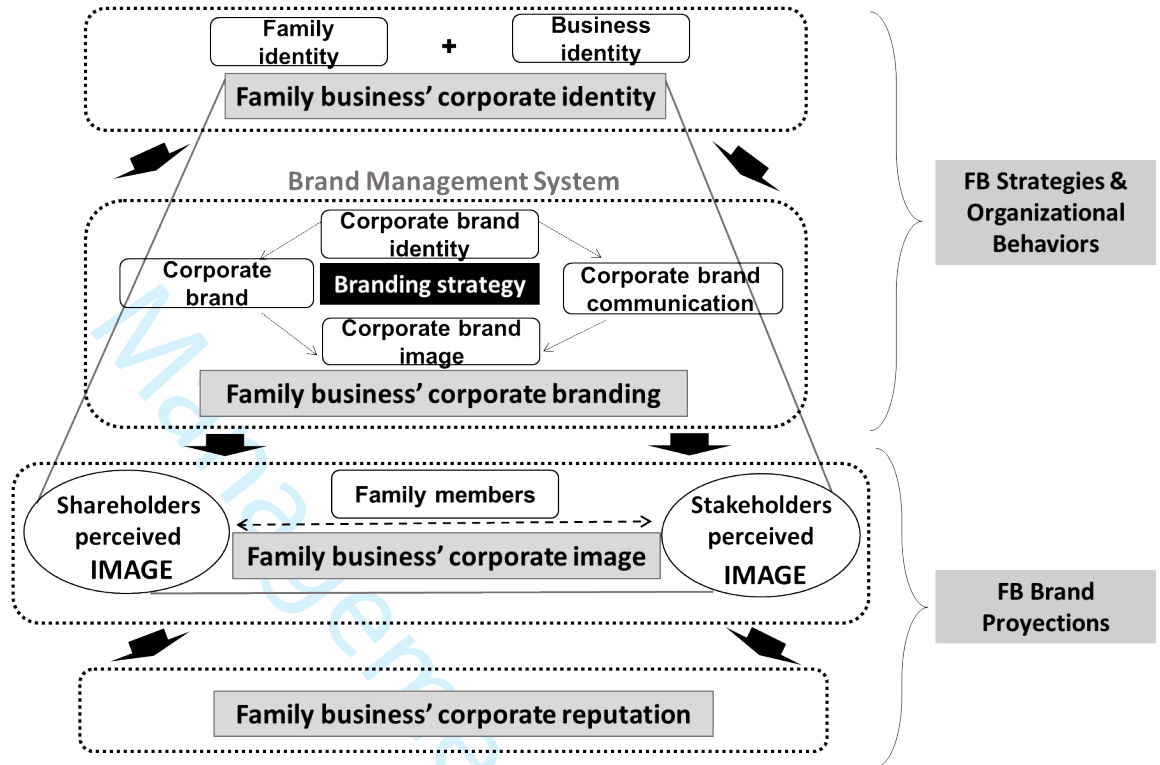 Family
identity
+
Business
identity
Family business’ corporate identity
Brand Management System
Corporate brand
identity
Corporate
brand
Branding strategy
Corporate brand
communication
Corporate brand
image
Family business’ corporate branding
FB Strategies &
Organizational
Behaviors
Shareholders
perceived
IMAGE
Family members
Family business’ corporate image
Stakeholders
perceived
IMAGE
FB Brand
Proyections
Family business’ corporate reputation
Manageme